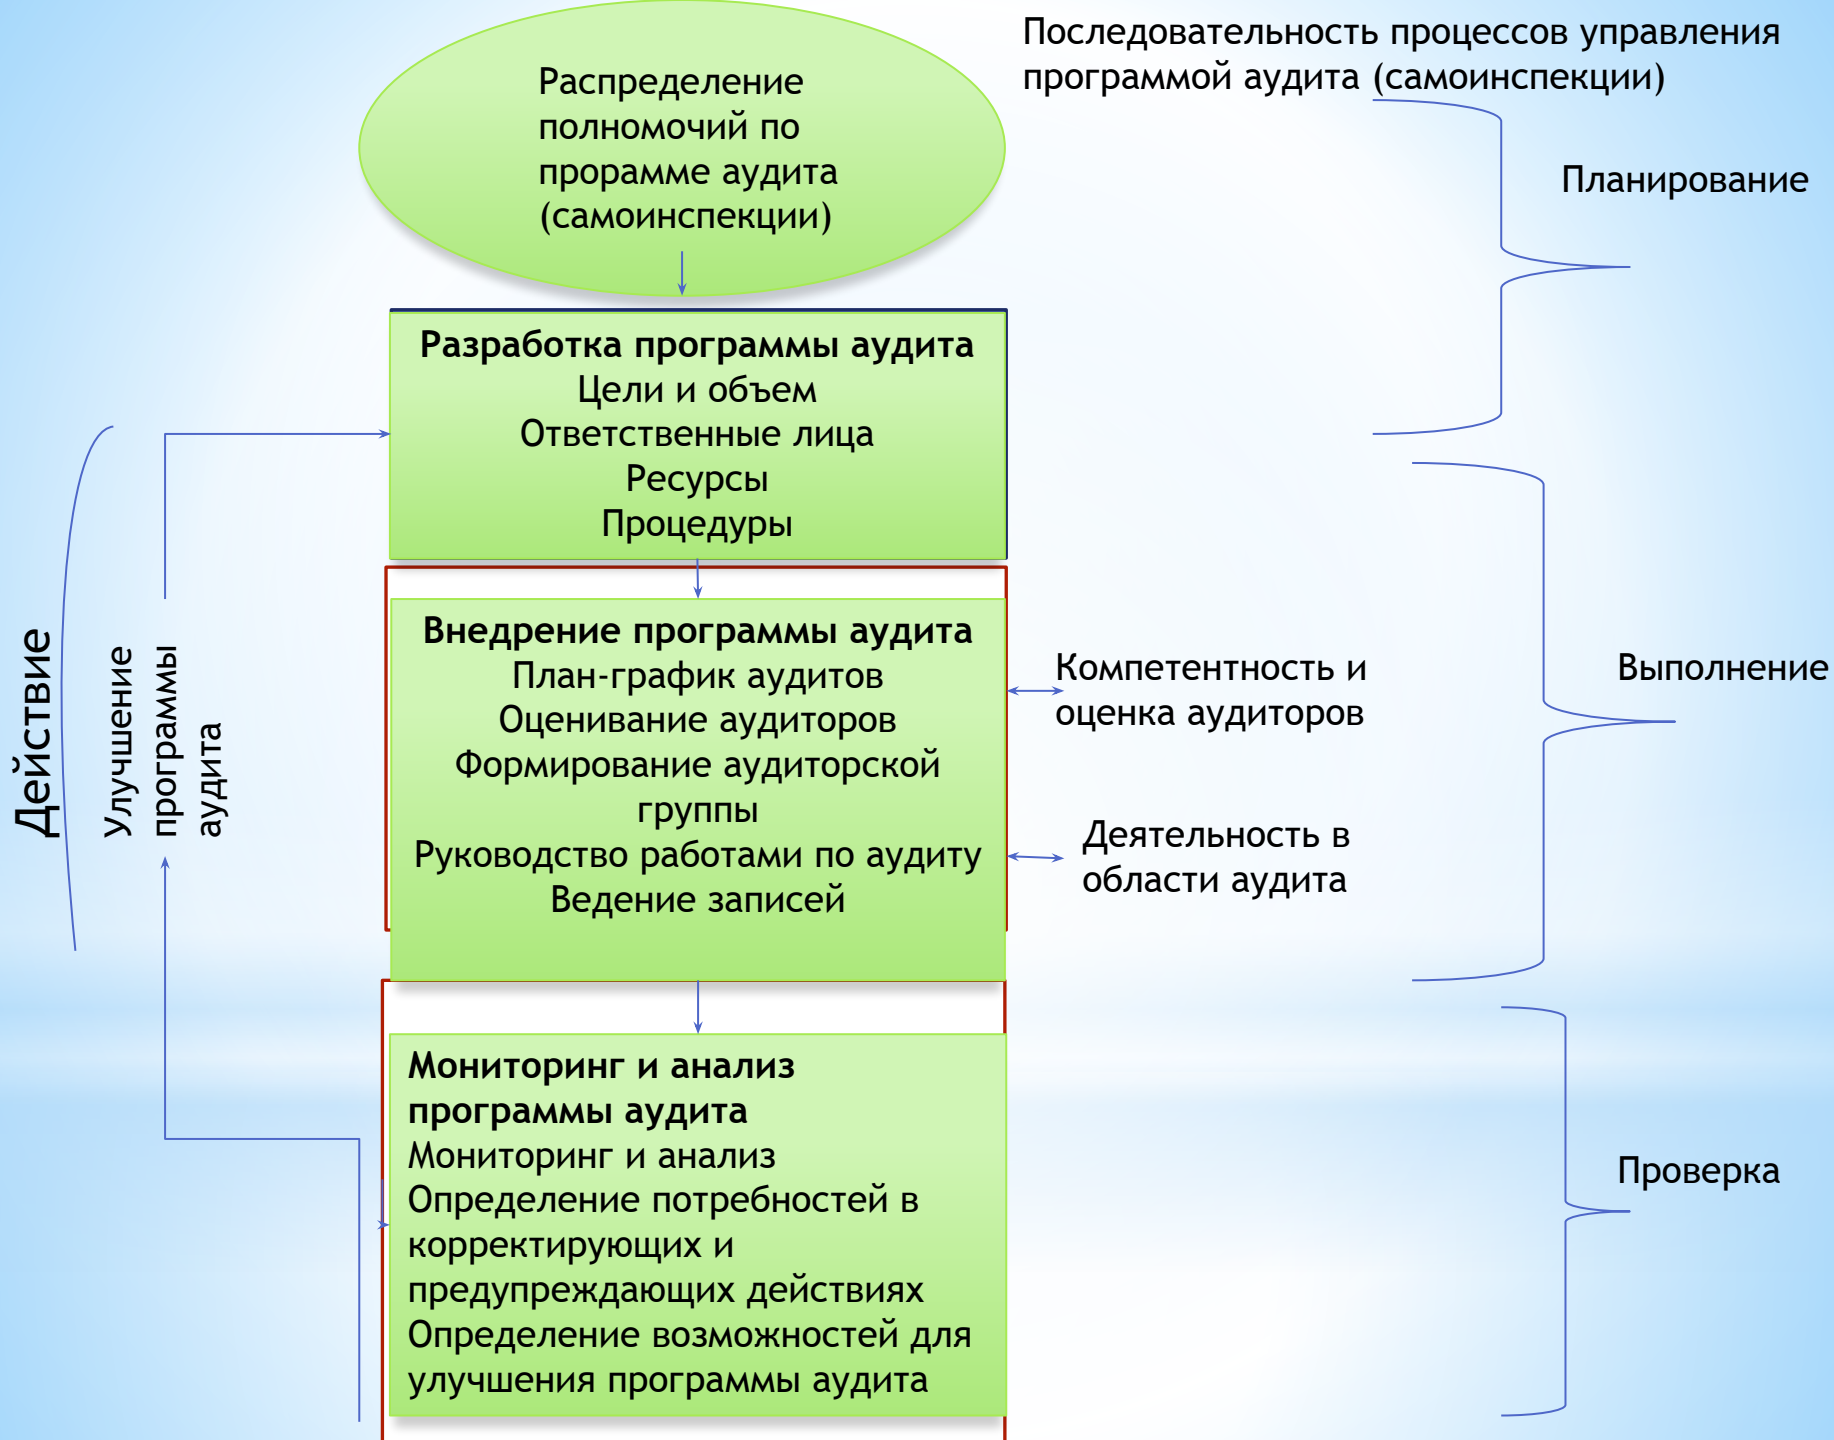 Последовательность процессов управления
программой аудита (самоинспекции)
Распределение
полномочий по
прорамме аудита
(самоинспекции)
Планирование
Разработка программы аудита
Цели и объем
Ответственные лица
Ресурсы
Процедуры
Действие
Улучшение
программы
аудита
Внедрение программы аудита
План-график аудитов
Оценивание аудиторов
Формирование аудиторской
группы
Руководство работами по аудиту
Ведение записей
Компетентность и
оценка аудиторов
Деятельность в
области аудита
Выполнение
Мониторинг и анализ
программы аудита
Мониторинг и анализ
Определение потребностей в
корректирующих и
предупреждающих действиях
Определение возможностей для
улучшения программы аудита
Проверка